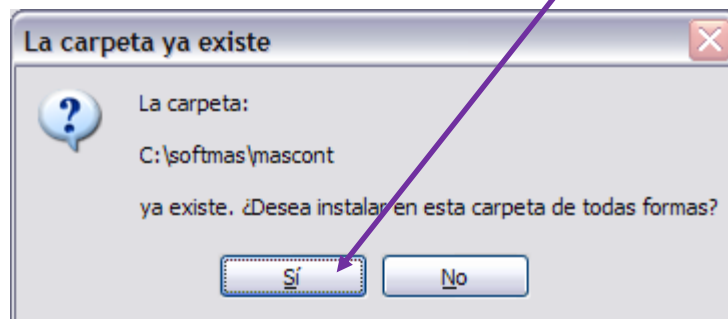 La carpeta ya existe
La carpeta:
C:\softmas\mascont
ya existe. ¿Desea instalar en esta carpeta de todas formas?
Sí
No